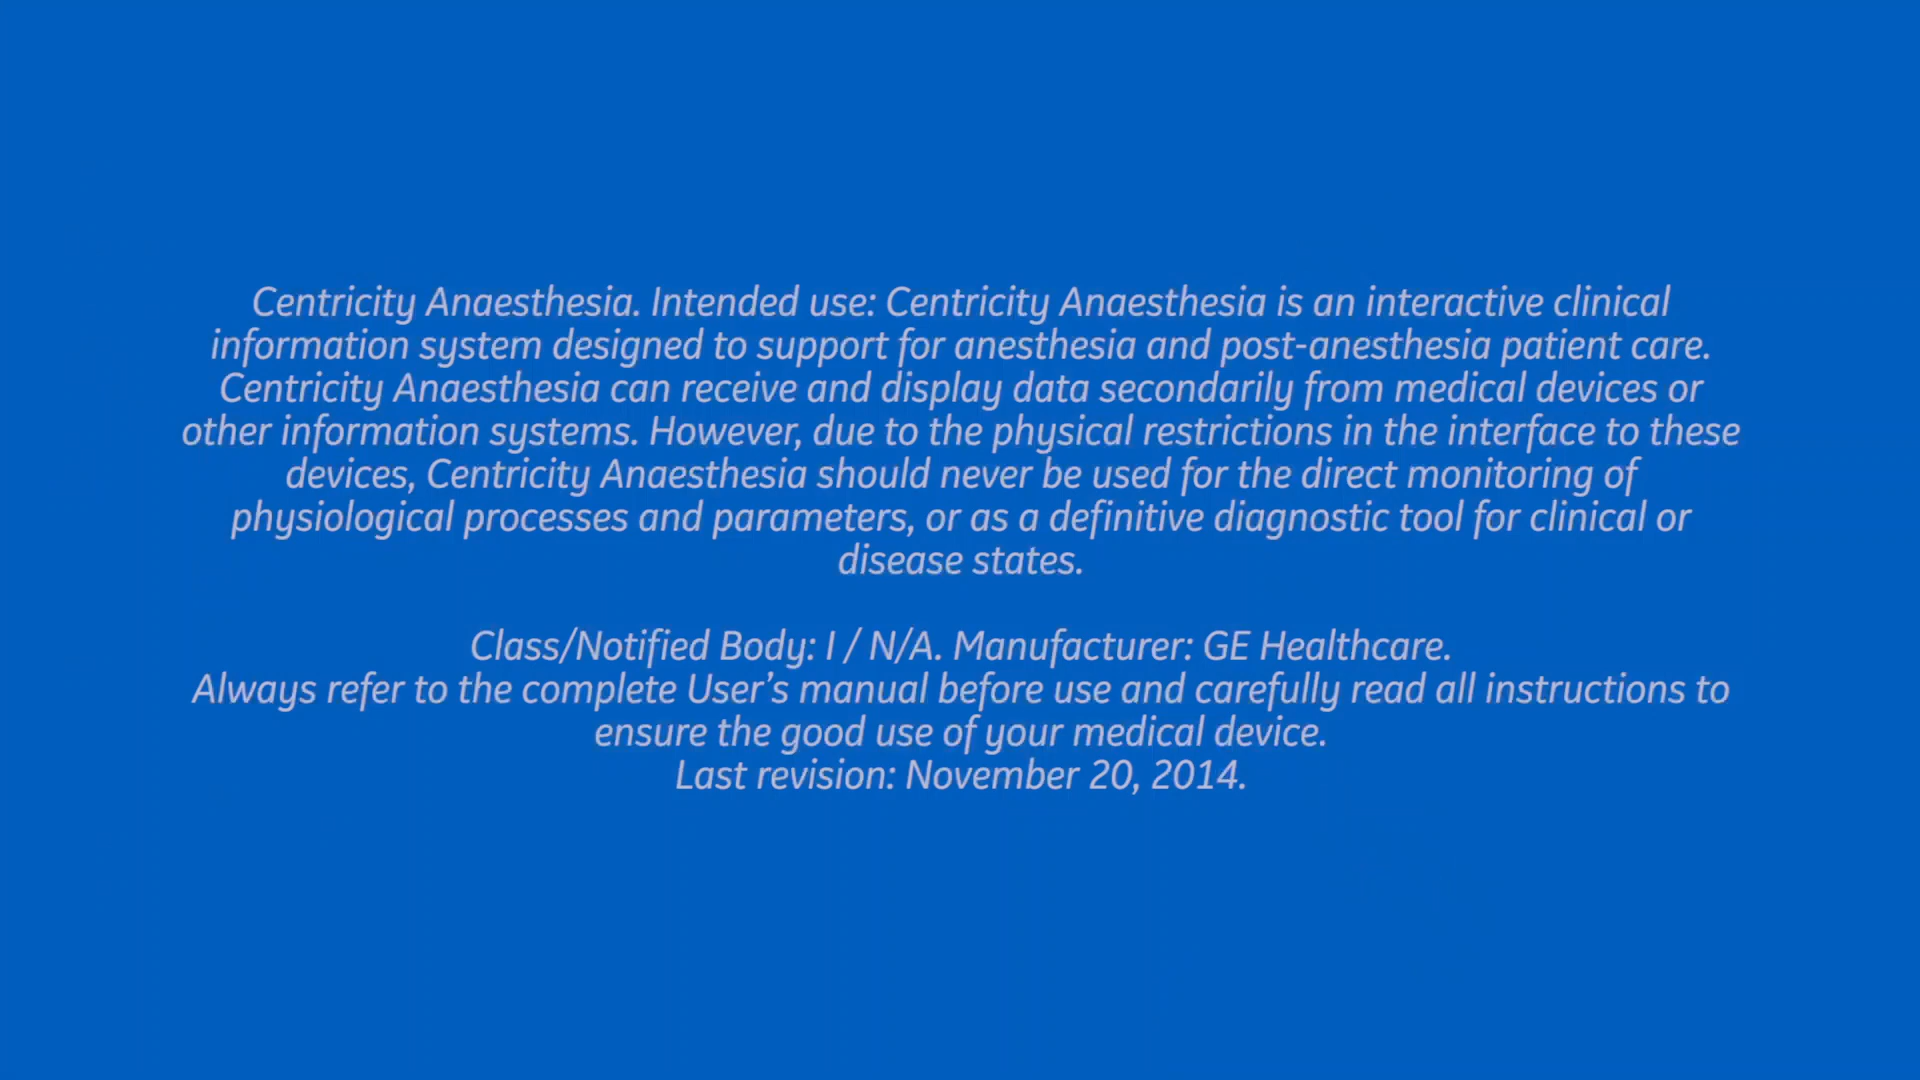 Centricity Anaesthesia. Intended use: Centricity Anaesthesia is an interactive clinical
information system designed to support for anesthesia and post-anesthesia patient care.
Centricity Anaesthesia can receive and display data secondarily from medical devices or
other information systems. However, due to the physical restrictions in the interface to these
devices, Centricity Anaesthesia should never be used for the direct monitoring of
physiological processes and parameters, or as a definitive diagnostic tool for clinical or
disease states.
Class/Notified Body: I / N/A. Manufacturer: GE Healthcare.
Always refer to the complete User’s manual before use and carefully read all instructions to
ensure the good use of your medical device.
Last revision: November 20, 2014.